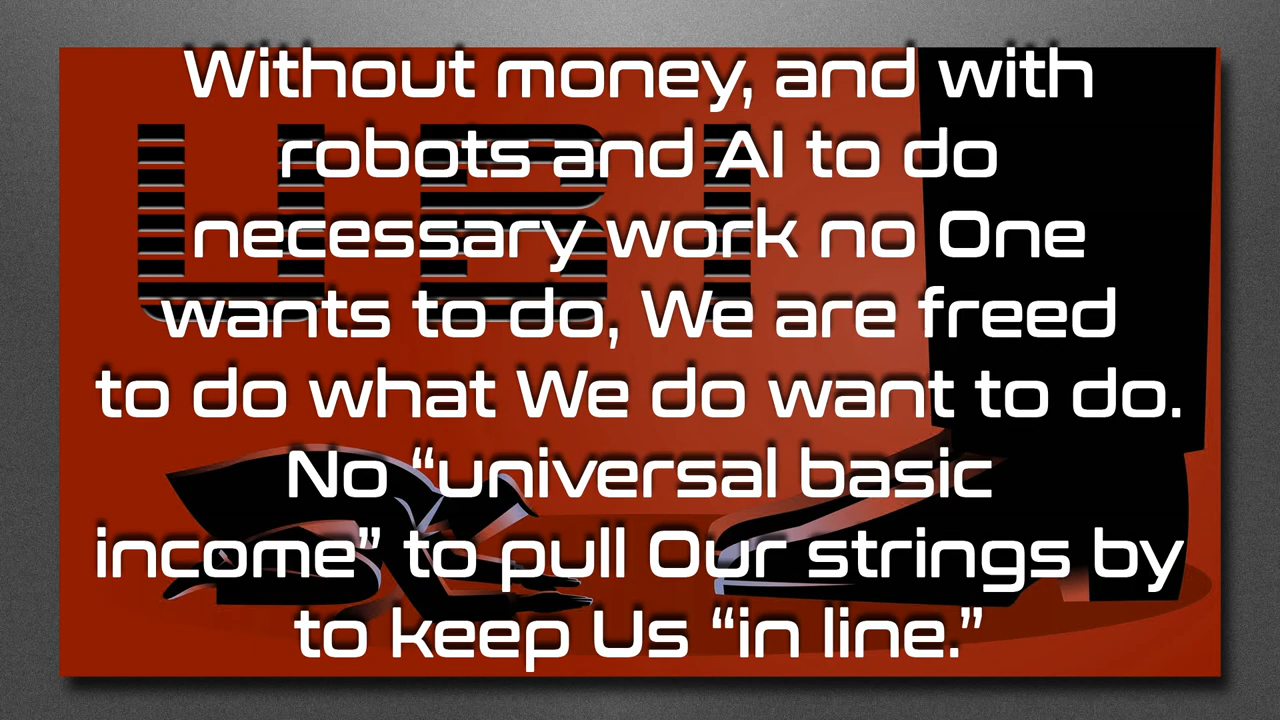 Without money, and with
robots and AI to do
necessary work no One
wants to do, We are freed
to do what We do want to do.
No “universal basic
income” to pull Our strings by
to keep Us “in line.”
UBI